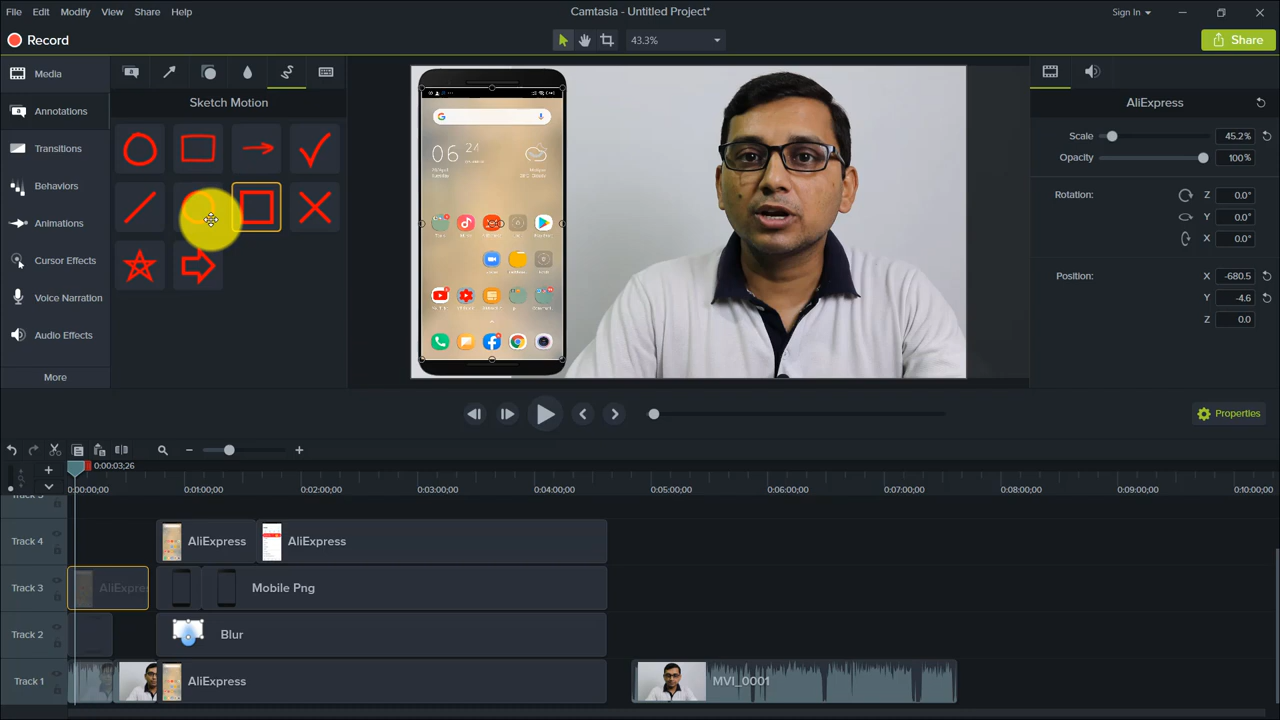 File Edit Modify View Share Help
Camtasia - Untitled Project*
Sign In
Record
43.3%
Share
Media
Annotations
Transitions
Behaviors
Animations
Cursor Effects
Voice Narration
Audio Effects
More
Sketch Motion
06 24
AliExpress
Scale 45.2%
Opacity 100%
Rotation: Z 0.0°
Y 0.0°
X 0.0°
Position: X -680.5
Y -4.6
Z 0.0
Properties
0:00:03;26
0:00:00;00 0:01:00;00 0:02:00;00 0:03:00;00 0:04:00;00 0:05:00;00 0:06:00;00 0:07:00;00 0:08:00;00 0:09:00;00 0:10:00;00
Track 4 AliExpress AliExpress
Track 3 AliExpres Mobile Png
Track 2 Blur
Track 1 AliExpress MVI_0001